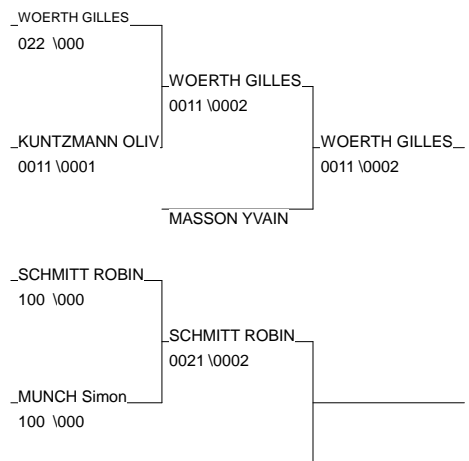 WOERTH GILLES
022 \000
WOERTH GILLES
0011 \0002
KUNTZMANN OLIV
0011 \0001
WOERTH GILLES
0011 \0002
MASSON YVAIN
SCHMITT ROBIN
100 \000
SCHMITT ROBIN
0021 \0002
MUNCH Simon
100 \000